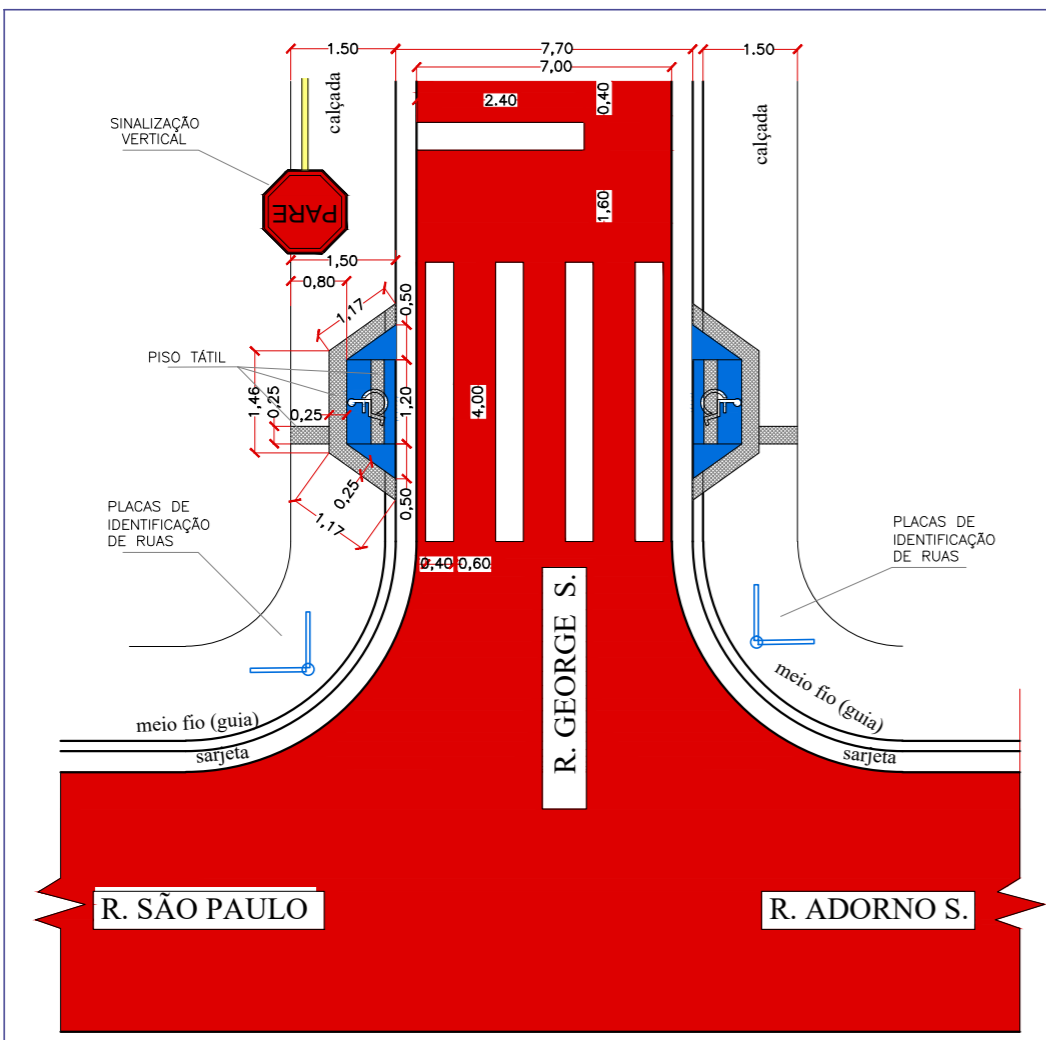 1.50
7,70
1.50
7,00
calçada
2.40
0,40
calçada
SINALIZAÇÃO
VERTICAL
PARE
1,60
1,50
0,80
1,17
0,50
PISO TÁTIL
1,46
0,25
0,25
1,20
4,00
0,25
0,50
1,17
PLACAS DE
IDENTIFICAÇÃO
DE RUAS
PLACAS DE
IDENTIFICAÇÃO
DE RUAS
0,40
0,60
R. GEORGE S.
meio fio (guia)
sarjeta
meio fio (guia)
sarjeta
R. SÃO PAULO
R. ADORNO S.